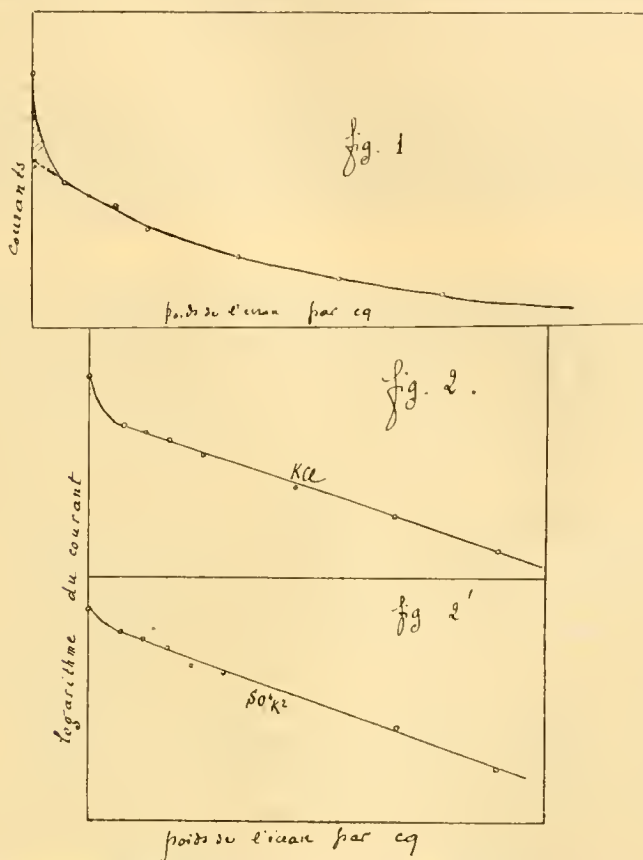 fig. 1
courants
poids de l'écran par cq
fig. 2.
KCl
logarithme du courant
fig 2'
SO⁴K²
poids de l'écran par cq